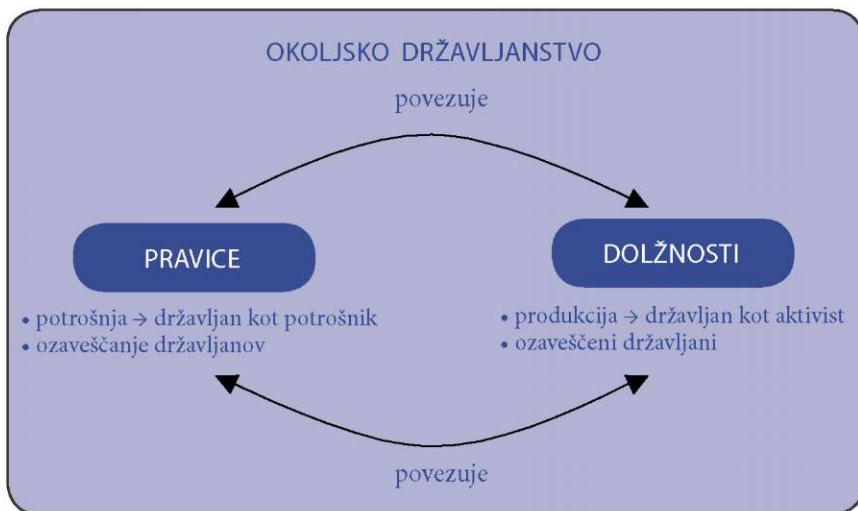 OKOLJSKO DRŽAVLJANSTVO
povezuje
PRAVICE
• potrošnja → državljan kot potrošnik
• ozaveščanje državljanov
DOLŽNOSTI
• produkcija → državljan kot aktivist
• ozaveščeni državljani
povezuje